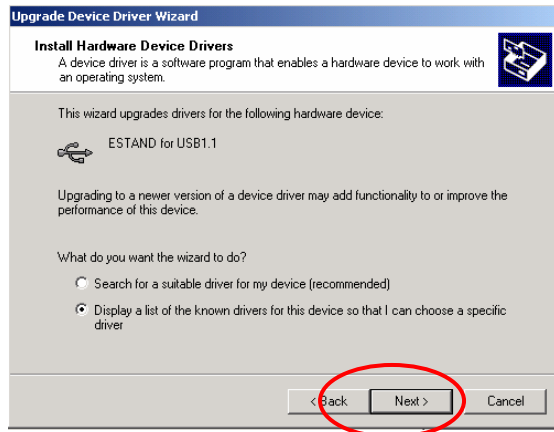 Upgrade Device Driver Wizard
Install Hardware Device Drivers
A device driver is a software program that enables a hardware device to work with
an operating system.
This wizard upgrades drivers for the following hardware device:
ESTAND for USB1.1
Upgrading to a newer version of a device driver may add functionality to or improve the
performance of this device.
What do you want the wizard to do?
Search for a suitable driver for my device (recommended)
Display a list of the known drivers for this device so that I can choose a specific
driver
< Back Next > Cancel